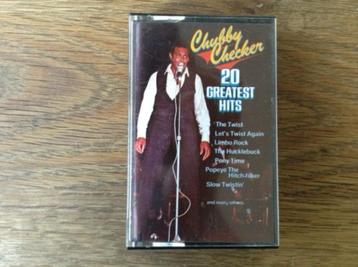 Chubby
Checker
20
GREATEST
HITS
The Twist
Let's Twist Again
Limbo Rock
The Hucklebuck
Pony Time
Popeye The
Hitch-hiker
Slow Twistin'
and many others